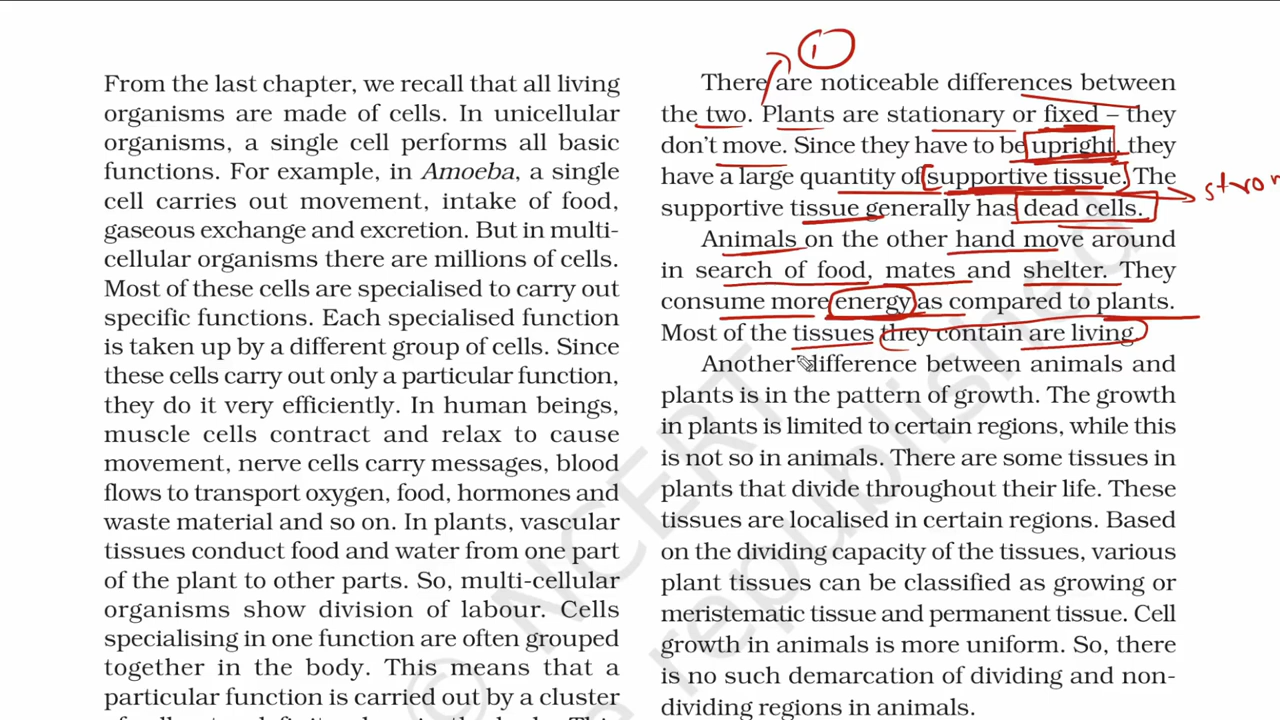 From the last chapter, we recall that all living
organisms are made of cells. In unicellular
organisms, a single cell performs all basic
functions. For example, in Amoeba, a single
cell carries out movement, intake of food,
gaseous exchange and excretion. But in multi-
cellular organisms there are millions of cells.
Most of these cells are specialised to carry out
specific functions. Each specialised function
is taken up by a different group of cells. Since
these cells carry out only a particular function,
they do it very efficiently. In human beings,
muscle cells contract and relax to cause
movement, nerve cells carry messages, blood
flows to transport oxygen, food, hormones and
waste material and so on. In plants, vascular
tissues conduct food and water from one part
of the plant to other parts. So, multi-cellular
organisms show division of labour. Cells
specialising in one function are often grouped
together in the body. This means that a
particular function is carried out by a cluster
1
There are noticeable differences between
the two. Plants are stationary or fixed – they
don't move. Since they have to be upright, they
have a large quantity of supportive tissue. The
supportive tissue generally has dead cells.
stron
Animals on the other hand move around
in search of food, mates and shelter. They
consume more energy as compared to plants.
Most of the tissues they contain are living.
Another difference between animals and
plants is in the pattern of growth. The growth
in plants is limited to certain regions, while this
is not so in animals. There are some tissues in
plants that divide throughout their life. These
tissues are localised in certain regions. Based
on the dividing capacity of the tissues, various
plant tissues can be classified as growing or
meristematic tissue and permanent tissue. Cell
growth in animals is more uniform. So, there
is no such demarcation of dividing and non-
dividing regions in animals.
© NCERT
republished